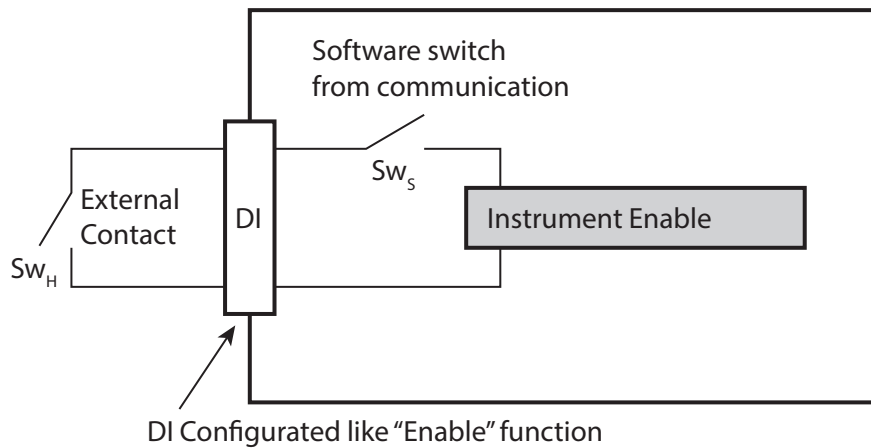 Software switch
from communication
Sw_S
External
Contact
DI
Instrument Enable
Sw_H
DI Configurated like “Enable” function